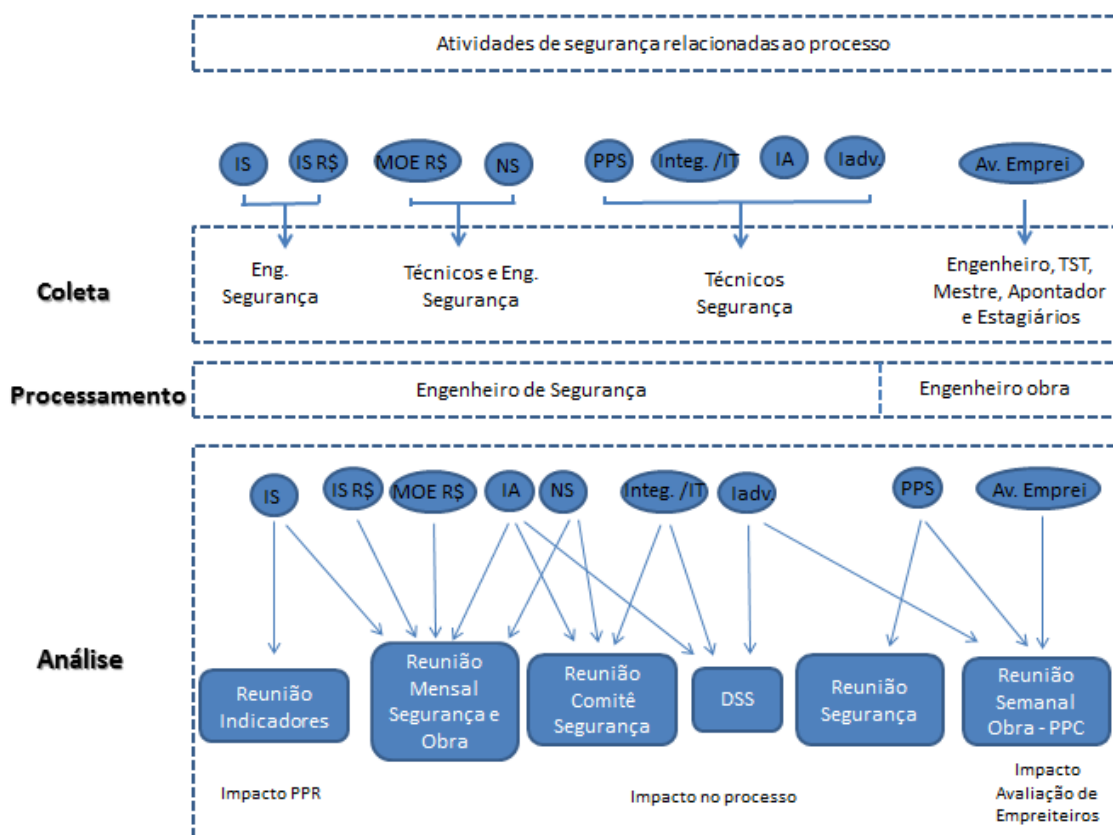 Atividades de segurança relacionadas ao processo
IS
IS R$
MOE R$
NS
PPS
Integ. /IT
IA
Iadv.
Av. Emprei
Coleta
Eng.
Segurança
Técnicos e Eng.
Segurança
Técnicos
Segurança
Engenheiro, TST,
Mestre, Apontador
e Estagiários
Processamento
Engenheiro de Segurança
Engenheiro obra
Análise
IS
IS R$
MOE R$
IA
NS
Integ. /IT
Iadv.
PPS
Av. Emprei
Reunião
Indicadores
Reunião
Mensal
Segurança e
Obra
Reunião
Comitê
Segurança
DSS
Reunião
Segurança
Reunião
Semanal
Obra - PPC
Impacto PPR
Impacto no processo
Impacto
Avaliação de
Empreiteiros